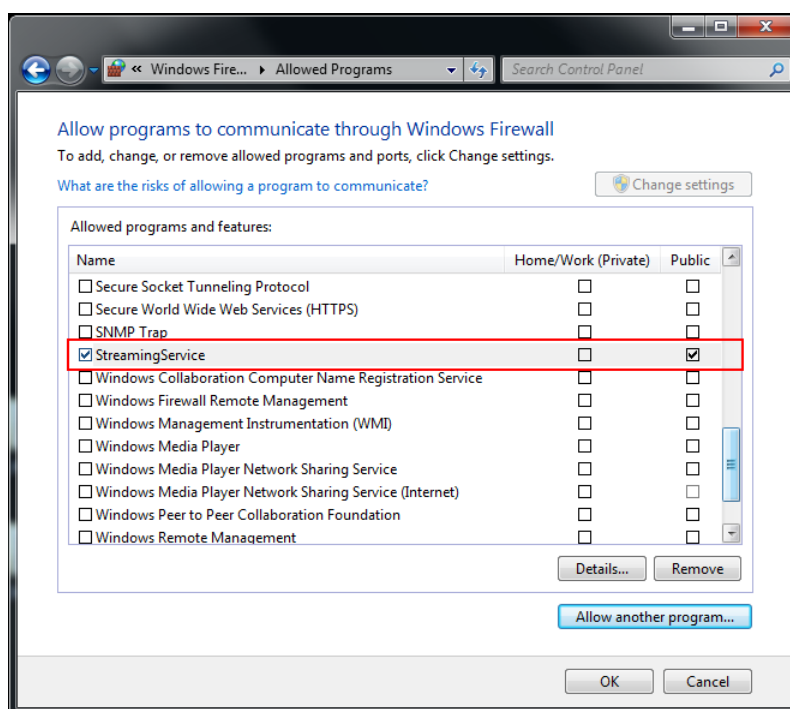 « Windows Fire... Allowed Programs Search Control Panel
Allow programs to communicate through Windows Firewall
To add, change, or remove allowed programs and ports, click Change settings.
What are the risks of allowing a program to communicate? Change settings
Allowed programs and features:
Name Home/Work (Private) Public
Secure Socket Tunneling Protocol
Secure World Wide Web Services (HTTPS)
SNMP Trap
StreamingService
Windows Collaboration Computer Name Registration Service
Windows Firewall Remote Management
Windows Management Instrumentation (WMI)
Windows Media Player
Windows Media Player Network Sharing Service
Windows Media Player Network Sharing Service (Internet)
Windows Peer to Peer Collaboration Foundation
Windows Remote Management
Details... Remove
Allow another program...
OK Cancel